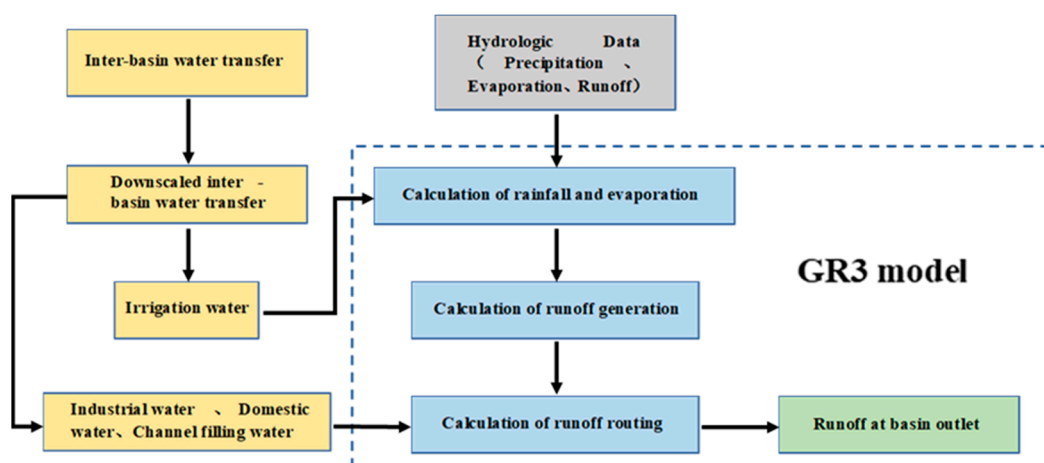 Inter-basin water transfer
Hydrologic Data
（ Precipitation 、
Evaporation、Runoff）
Downscaled inter -
basin water transfer
Calculation of rainfall and evaporation
GR3 model
Irrigation water
Calculation of runoff generation
Industrial water 、 Domestic
water、Channel filling water
Calculation of runoff routing
Runoff at basin outlet